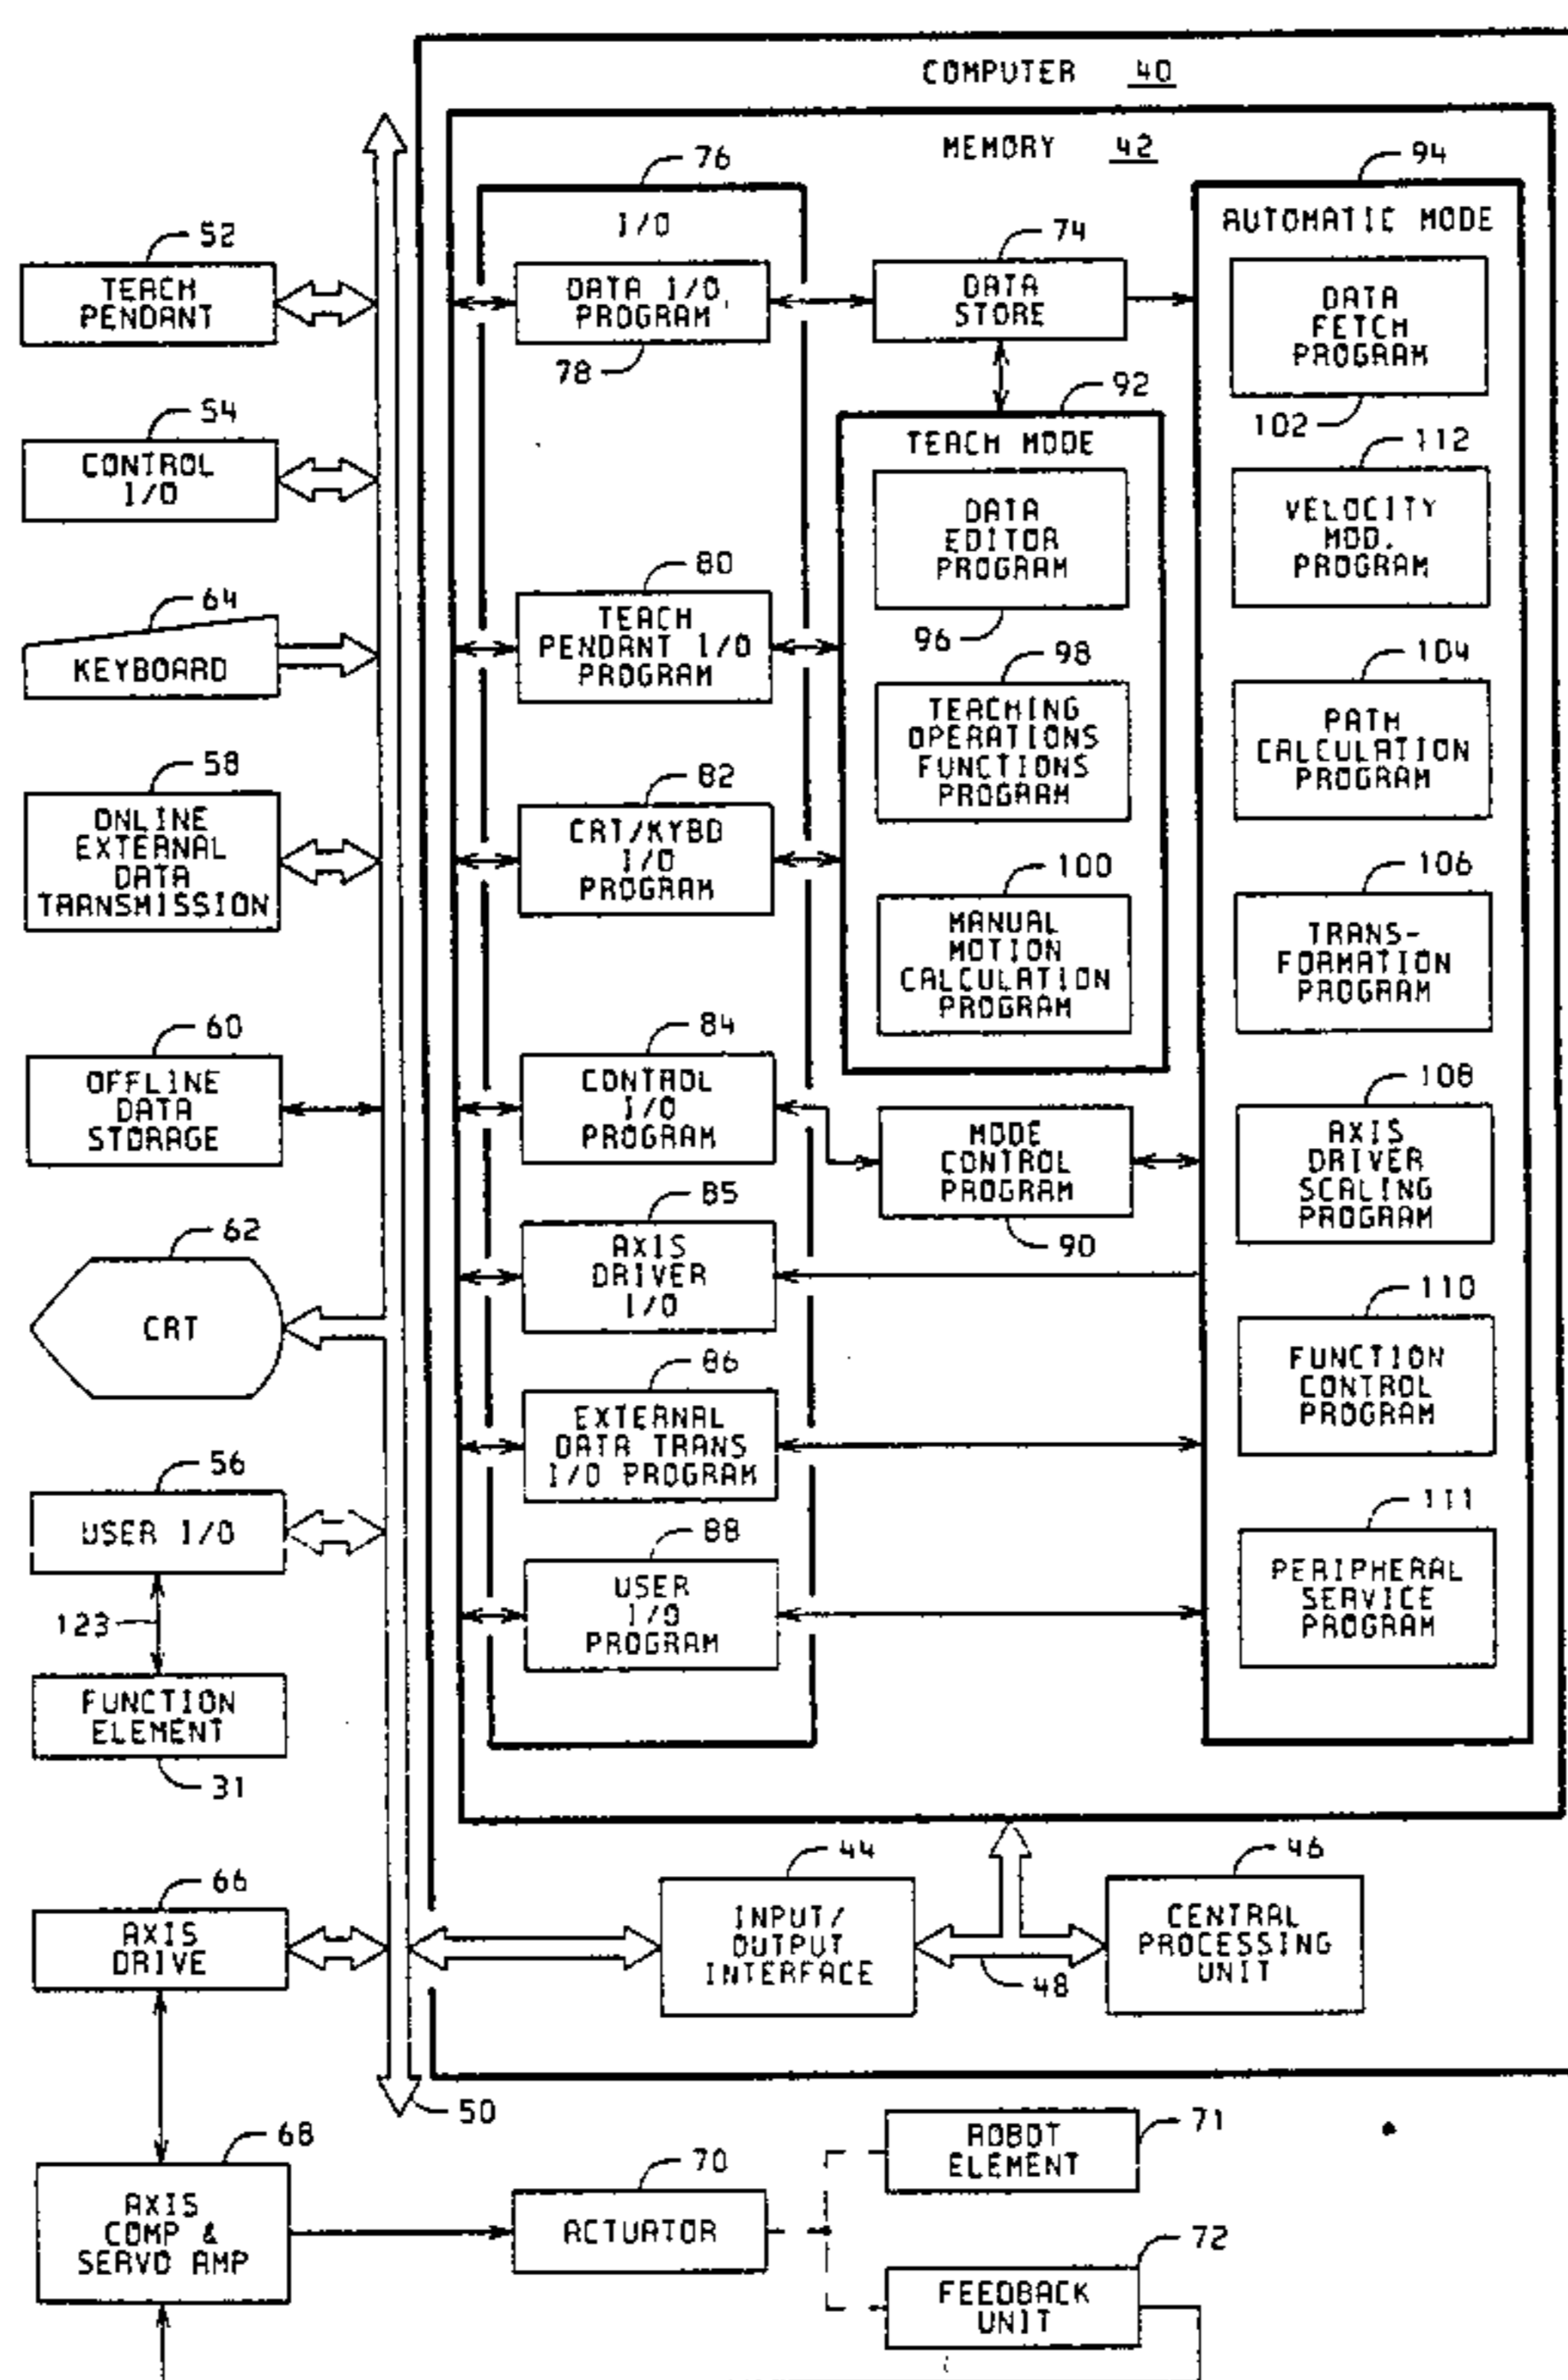 COMPUTER 40
MEMORY 42
76
I/O
DATA I/O
PROGRAM
78
74
DATA
STORE
94
AUTOMATIC MODE
DATA
FETCH
PROGRAM
102
112
VELOCITY
MOD.
PROGRAM
104
PATH
CALCULATION
PROGRAM
106
TRANS-
FORMATION
PROGRAM
108
AXIS
DRIVER
SCALING
PROGRAM
110
FUNCTION
CONTROL
PROGRAM
111
PERIPHERAL
SERVICE
PROGRAM
92
TEACH MODE
DATA
EDITOR
PROGRAM
96
98
TEACHING
OPERATIONS
FUNCTIONS
PROGRAM
100
MANUAL
MOTION
CALCULATION
PROGRAM
MODE
CONTROL
PROGRAM
90
80
TEACH
PENDANT I/O
PROGRAM
82
CRT/KYBD
I/O
PROGRAM
84
CONTROL
I/O
PROGRAM
85
AXIS
DRIVER
I/O
86
EXTERNAL
DATA TRANS
I/O PROGRAM
88
USER
I/O
PROGRAM
52
TEACH
PENDANT
54
CONTROL
I/O
64
KEYBOARD
58
ONLINE
EXTERNAL
DATA
TRANSMISSION
60
OFFLINE
DATA
STORAGE
62
CRT
56
USER I/O
123
FUNCTION
ELEMENT
31
66
AXIS
DRIVE
44
INPUT/
OUTPUT
INTERFACE
46
CENTRAL
PROCESSING
UNIT
48
50
68
AXIS
COMP &
SERVO AMP
70
ACTUATOR
71
ROBOT
ELEMENT
72
FEEDBACK
UNIT